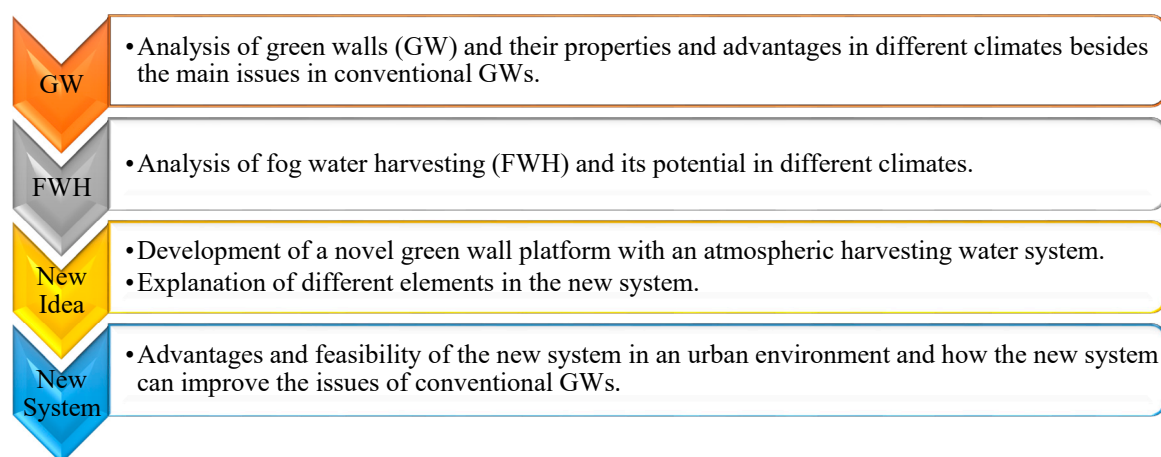 GW
•Analysis of green walls (GW) and their properties and advantages in different climates besides
the main issues in conventional GWs.
FWH
•Analysis of fog water harvesting (FWH) and its potential in different climates.
New
Idea
•Development of a novel green wall platform with an atmospheric harvesting water system.
•Explanation of different elements in the new system.
New
System
•Advantages and feasibility of the new system in an urban environment and how the new system
can improve the issues of conventional GWs.